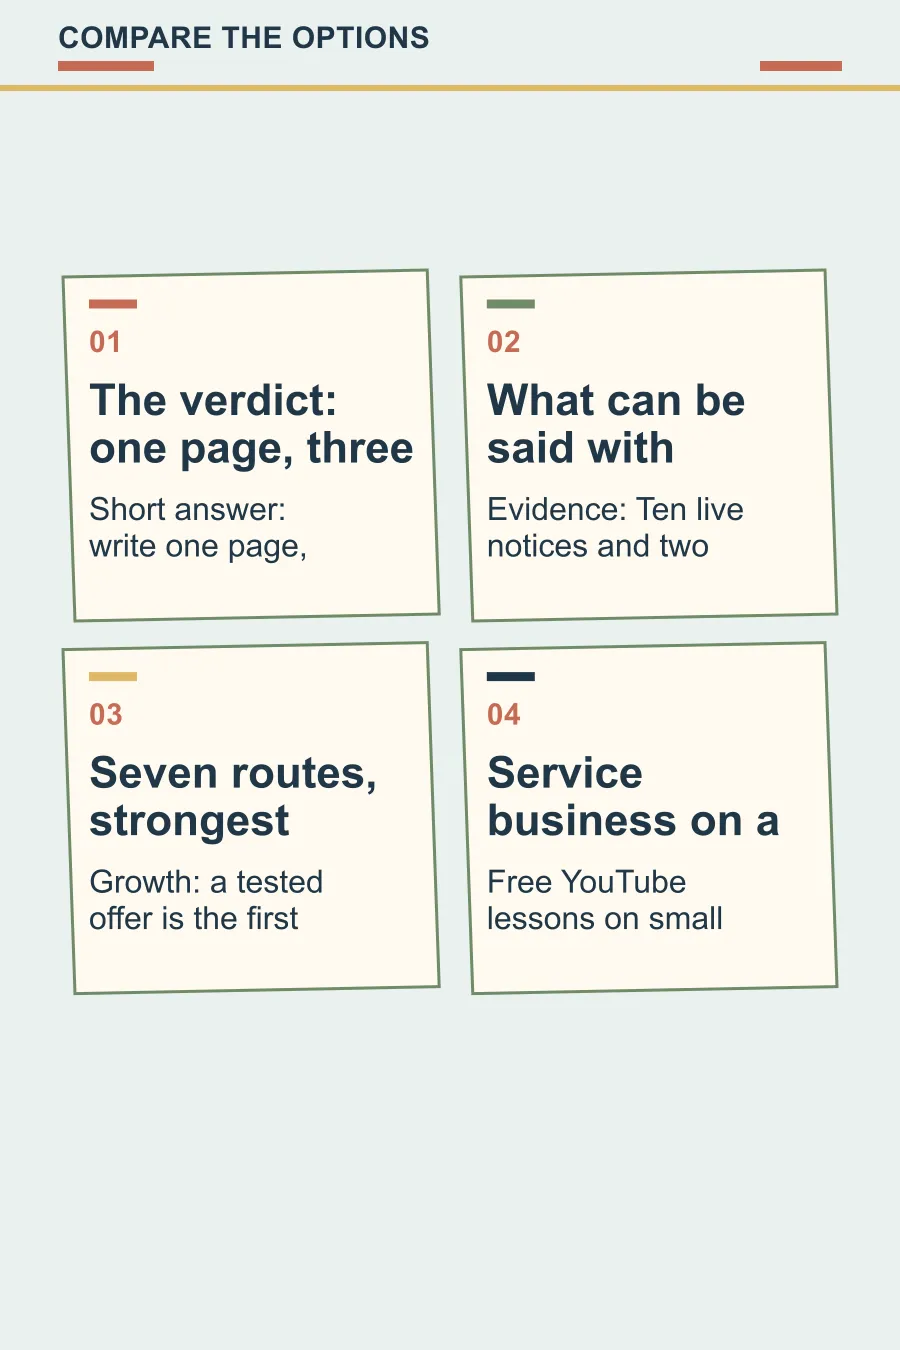 COMPARE THE OPTIONS
01
The verdict:
one page, three
Short answer:
write one page,
02
What can be
said with
Evidence: Ten live
notices and two
03
Seven routes,
strongest
Growth: a tested
offer is the first
04
Service
business on a
Free YouTube
lessons on small